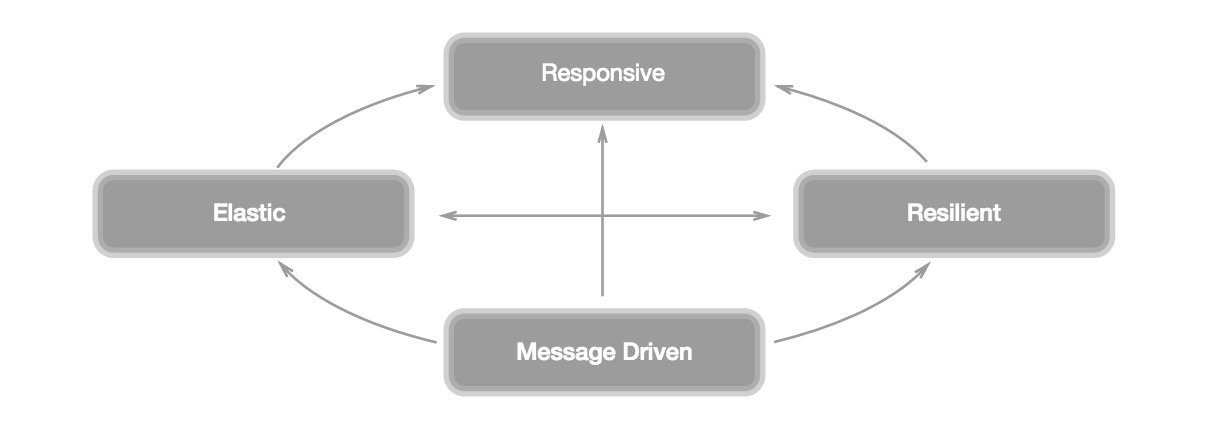 Responsive
Elastic
Resilient
Message Driven